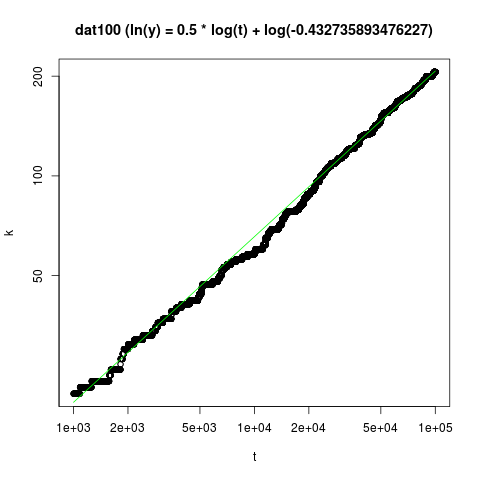 dat100 (ln(y) = 0.5 * log(t) + log(-0.432735893476227)
200
100
50
k
1e+03 2e+03 5e+03 1e+04 2e+04 5e+04 1e+05
t